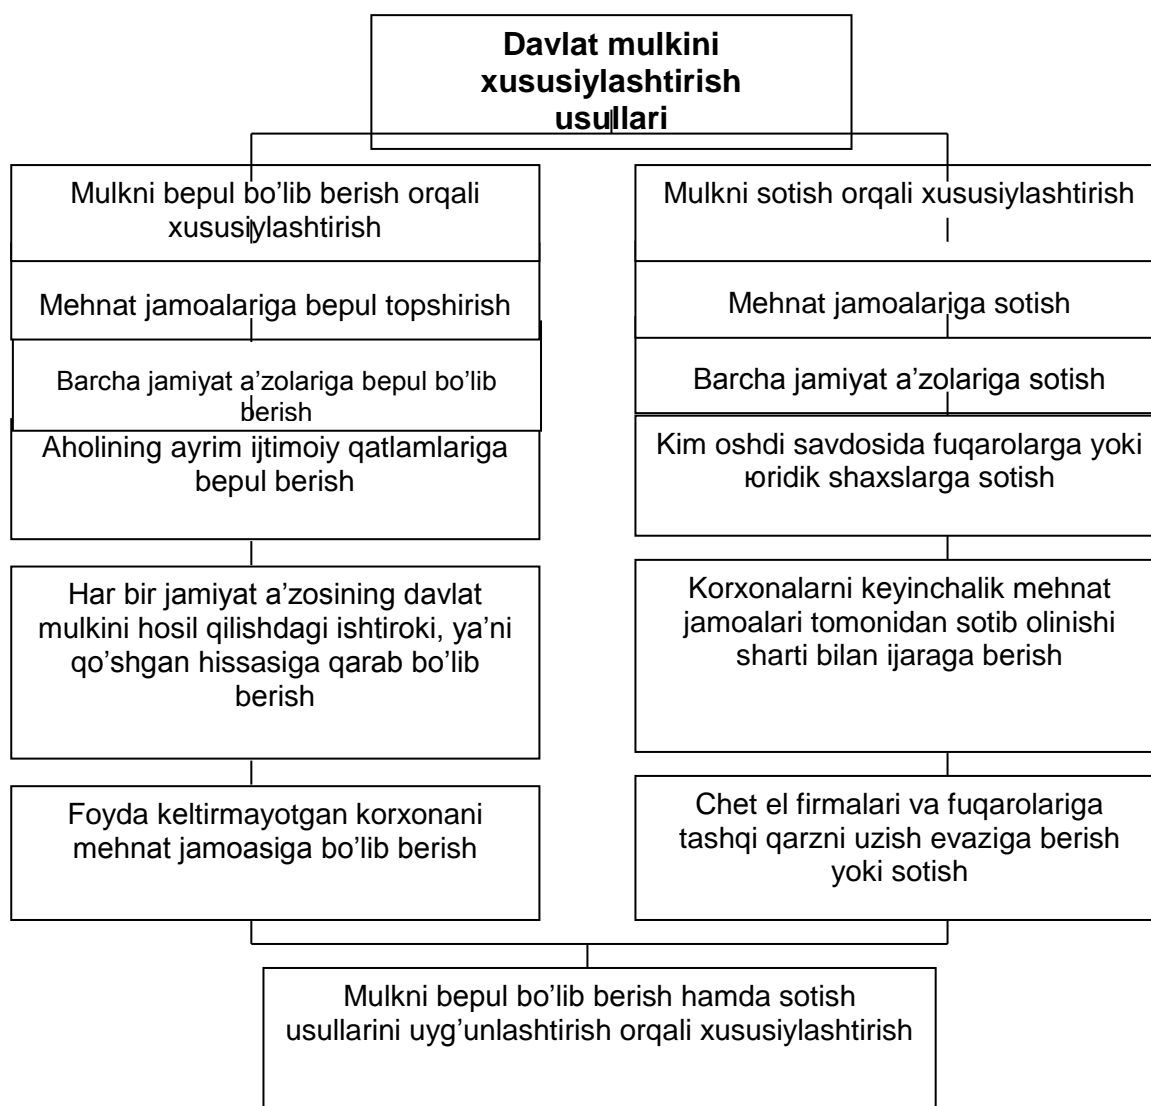 Davlat mulkini
xususiylashtirish
usullari
Mulkni bepul bo’lib berish orqali
xususiylashtirish
Mehnat jamoalariga bepul topshirish
Barcha jamiyat a’zolariga bepul bo’lib
berish
Aholining ayrim ijtimoiy qatlamlariga
bepul berish
Har bir jamiyat a’zosining davlat
mulkini hosil qilishdagi ishtiroki, ya’ni
qo’shgan hissasiga qarab bo’lib
berish
Foyda keltirmayotgan korxonani
mehnat jamoasiga bo’lib berish
Mulkni sotish orqali xususiylashtirish
Mehnat jamoalariga sotish
Barcha jamiyat a’zolariga sotish
Kim oshdi savdosida fuqarolarga yoki
юridik shaxslarga sotish
Korxonalarni keyinchalik mehnat
jamoalari tomonidan sotib olinishi
sharti bilan ijaraga berish
Chet el firmalari va fuqarolariga
tashqi qarzni uzish evaziga berish
yoki sotish
Mulkni bepul bo’lib berish hamda sotish
usullarini uyg’unlashtirish orqali xususiylashtirish